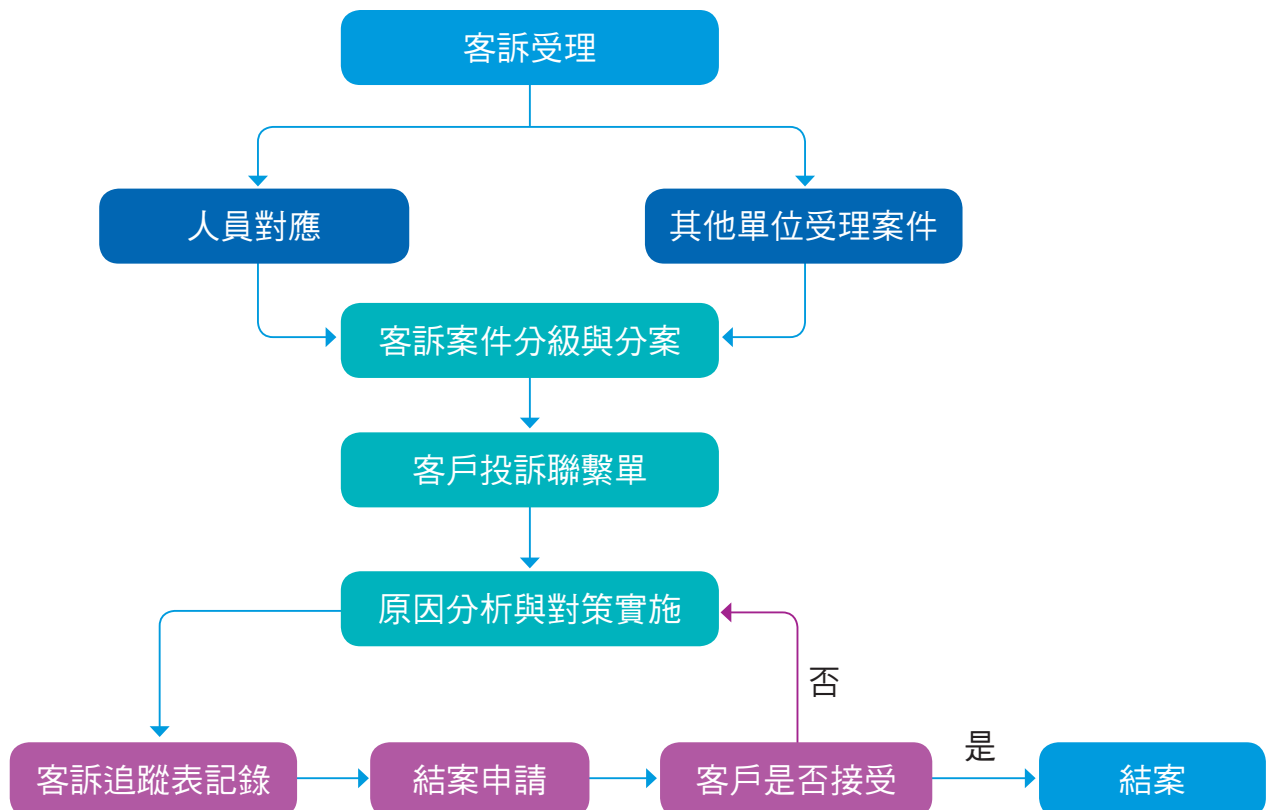 客訴受理
人員對應
其他單位受理案件
客訴案件分級與分案
客戶投訴聯繫單
原因分析與對策實施
否
是
客訴追蹤表記錄
結案申請
客戶是否接受
結案